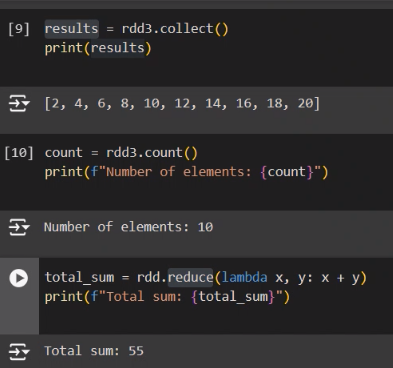 [9] results = rdd3.collect()
print(results)
[2, 4, 6, 8, 10, 12, 14, 16, 18, 20]
[10] count = rdd3.count()
print(f"Number of elements: {count}")
Number of elements: 10
total_sum = rdd.reduce(lambda x, y: x + y)
print(f"Total sum: {total_sum}")
Total sum: 55